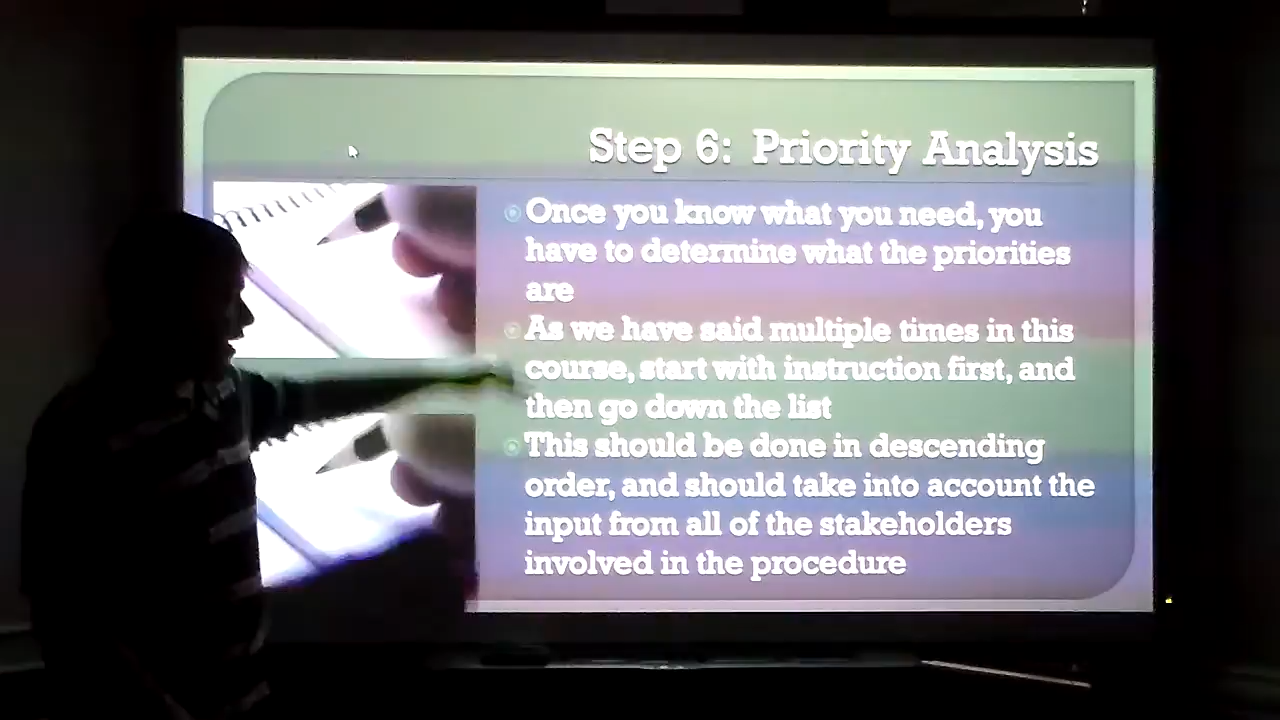 Step 6: Priority Analysis
Once you know what you need, you
have to determine what the priorities
are
As we have said multiple times in this
course, start with instruction first, and
then go down the list
This should be done in descending
order, and should take into account the
input from all of the stakeholders
involved in the procedure